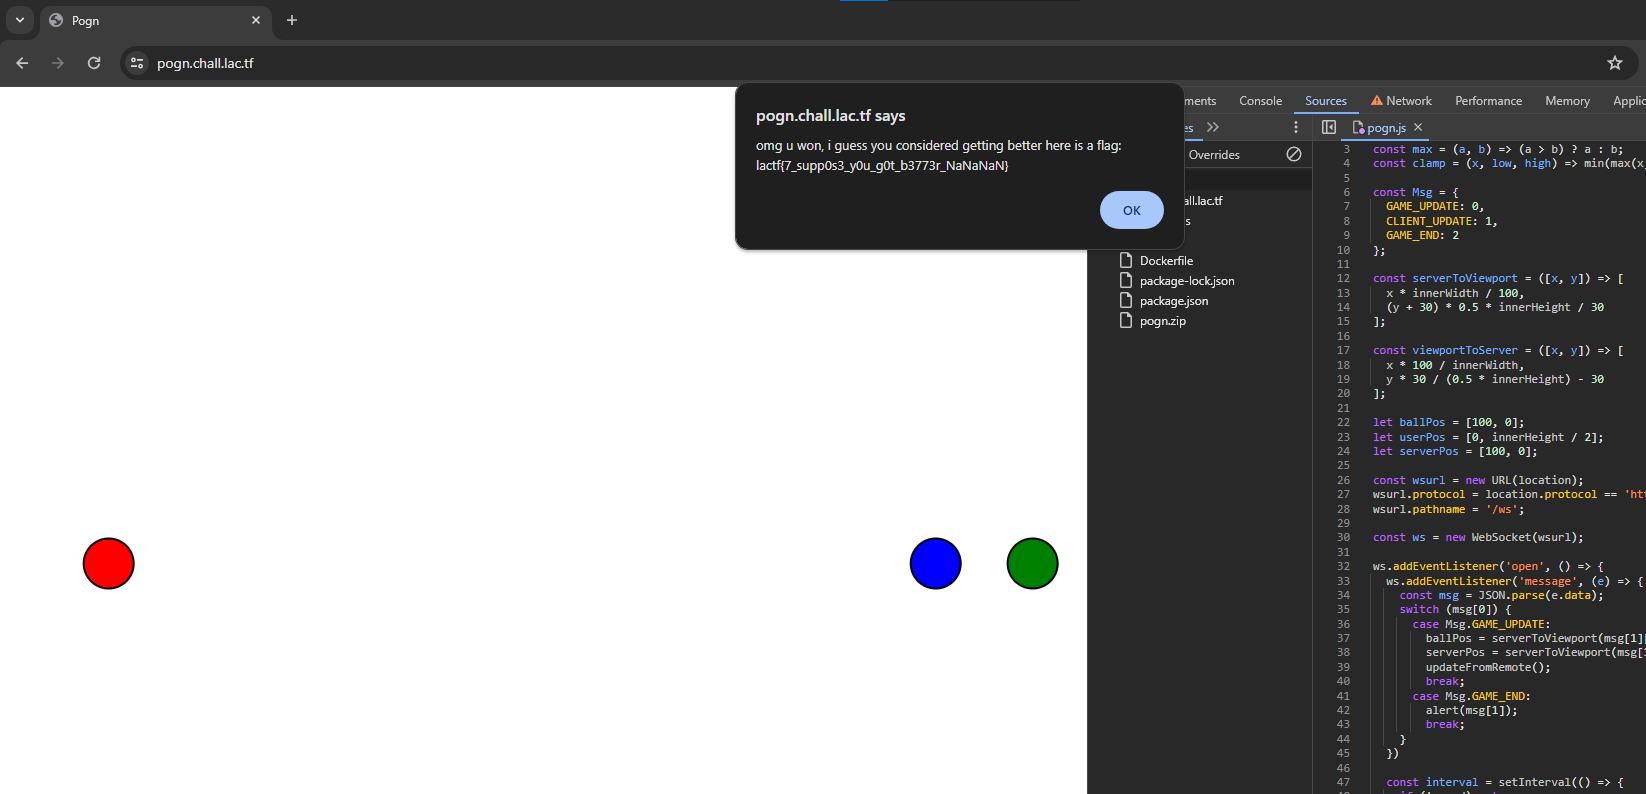 Pogn
pogn.chall.lac.tf
pogn.chall.lac.tf says
omg u won, i guess you considered getting better here is a flag:
lactf{7_supp0s3_y0u_g0t_b3773r_NaNaNaN}
OK
ments Console Sources Network Performance Memory Applic
es
pogn.js
Overrides
all.lac.tf
s
Dockerfile
package-lock.json
package.json
pogn.zip
3 const max = (a, b) => (a > b) ? a : b;
4 const clamp = (x, low, high) => min(max(x,
5
6 const Msg = {
7 GAME_UPDATE: 0,
8 CLIENT_UPDATE: 1,
9 GAME_END: 2
10 };
11
12 const serverToViewport = ([x, y]) => [
13 x * innerWidth / 100,
14 (y + 30) * 0.5 * innerHeight / 30
15 ];
16
17 const viewportToServer = ([x, y]) => [
18 x * 100 / innerWidth,
19 y * 30 / (0.5 * innerHeight) - 30
20 ];
21
22 let ballPos = [100, 0];
23 let userPos = [0, innerHeight / 2];
24 let serverPos = [100, 0];
25
26 const wsurl = new URL(location);
27 wsurl.protocol = location.protocol == 'ht
28 wsurl.pathname = '/ws';
29
30 const ws = new WebSocket(wsurl);
31
32 ws.addEventListener('open', () => {
33 ws.addEventListener('message', (e) => {
34 const msg = JSON.parse(e.data);
35 switch (msg[0]) {
36 case Msg.GAME_UPDATE:
37 ballPos = serverToViewport(msg[1]
38 serverPos = serverToViewport(msg[
39 updateFromRemote();
40 break;
41 case Msg.GAME_END:
42 alert(msg[1]);
43 break;
44 }
45 })
46
47 const interval = setInterval(() => {